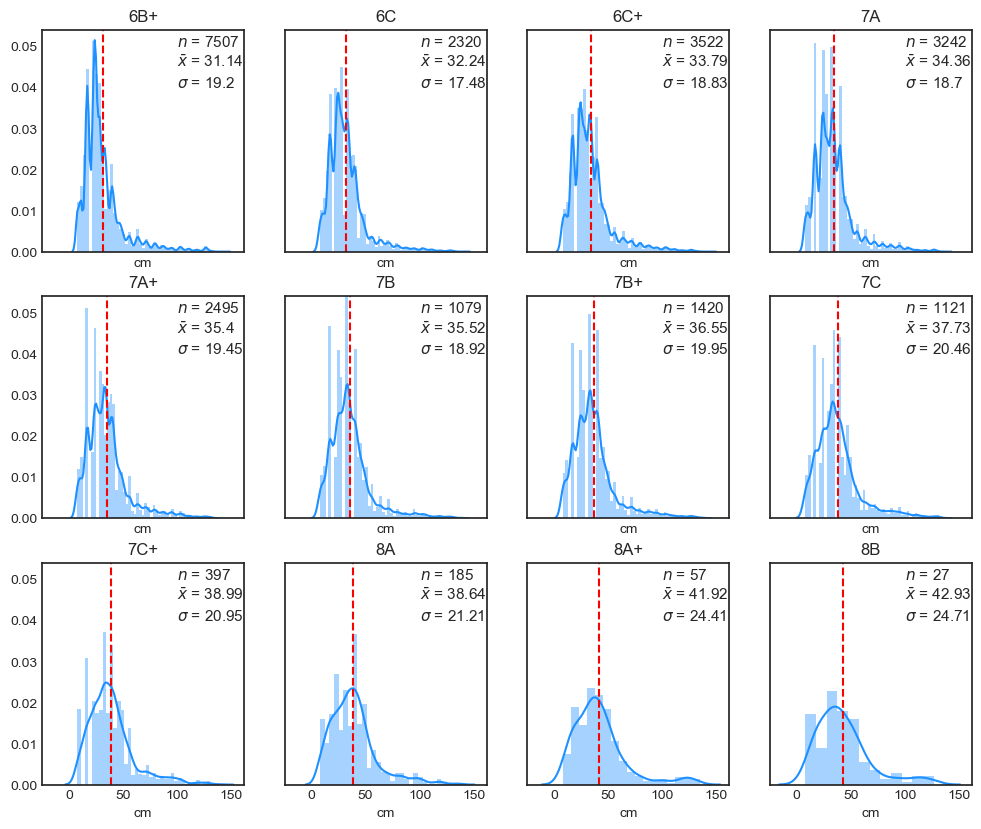 6B+ 6C 6C+ 7A
0.05 n = 7507 n = 2320 n = 3522 n = 3242
x̄ = 31.14 x̄ = 32.24 x̄ = 33.79 x̄ = 34.36
0.04 σ = 19.2 σ = 17.48 σ = 18.83 σ = 18.7
0.03
0.02
0.01
0.00
cm cm cm cm
7A+ 7B 7B+ 7C
0.05 n = 2495 n = 1079 n = 1420 n = 1121
x̄ = 35.4 x̄ = 35.52 x̄ = 36.55 x̄ = 37.73
0.04 σ = 19.45 σ = 18.92 σ = 19.95 σ = 20.46
0.03
0.02
0.01
0.00
cm cm cm cm
7C+ 8A 8A+ 8B
0.05 n = 397 n = 185 n = 57 n = 27
x̄ = 38.99 x̄ = 38.64 x̄ = 41.92 x̄ = 42.93
0.04 σ = 20.95 σ = 21.21 σ = 24.41 σ = 24.71
0.03
0.02
0.01
0.00
0 50 100 150 0 50 100 150 0 50 100 150 0 50 100 150
cm cm cm cm